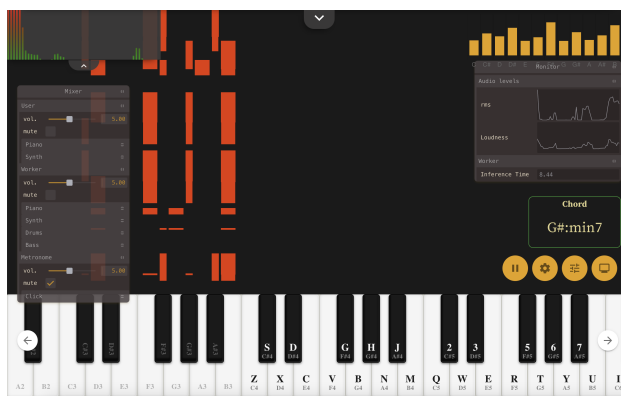 C C# D D# E F G G# A A#
Mixer
User
vol. 5.00
mute
Piano
Synth
Worker
vol. 5.00
mute
Piano
Synth
Drums
Bass
Metronome
vol. 5.00
mute
Click
Monitor
Audio levels
rms
Loudness
Worker
Inference Time 6.44
Chord
G#:min7
C#3 D#3 F#3 G#3 A#3
S D G H J 2 3 5 6 7
C#4 D#4 F#4 G#4 A#4 C#5 D#5 F#5 G#5 A#5
Z X C V B N M Q W E R T Y U
A2 B2 C3 D3 E3 F3 G3 A3 B3 C4 D4 E4 F4 G4 A4 B4 C5 D5 E5 F5 G5 A5 B5